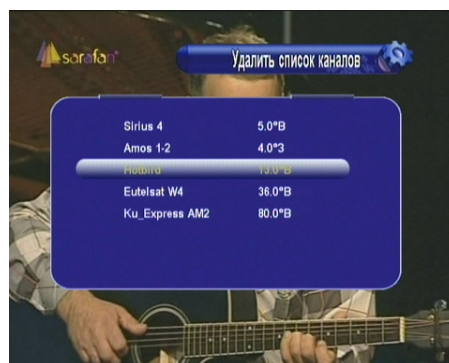 sarafan
Удалить список каналов
Sirius 4 5.0°В
Amos 1-2 4.0°З
Hotbird 13.0°В
Eutelsat W4 36.0°В
Ku_Express AM2 80.0°В